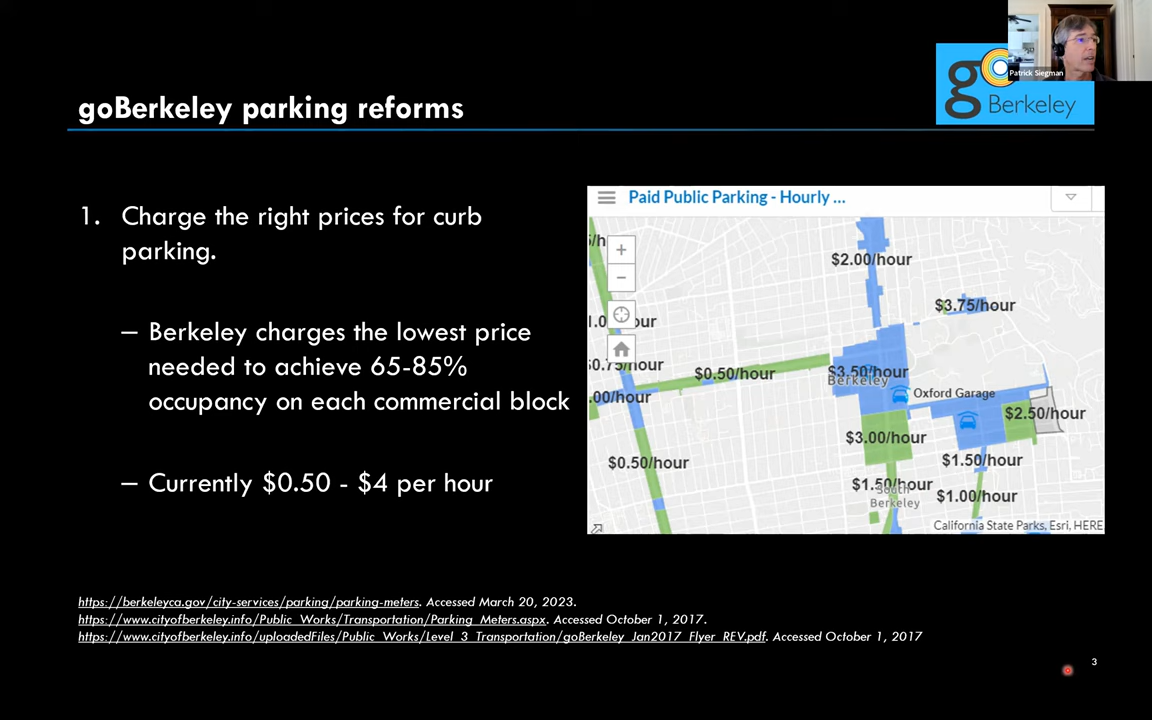 Patrick Siegman
go
Berkeley
goBerkeley parking reforms
1. Charge the right prices for curb
parking.
– Berkeley charges the lowest price
needed to achieve 65-85%
occupancy on each commercial block
– Currently $0.50 - $4 per hour
Paid Public Parking - Hourly ...
$2.00/hour
$3.75/hour
$0.75/hour
$0.50/hour
$3.50/hour
Berkeley
Oxford Garage
.00/hour
$2.50/hour
$3.00/hour
$0.50/hour
$1.50/hour
$1.50/hour
South
Berkeley
$1.00/hour
California State Parks, Esri, HERE
https://berkeleyca.gov/city-services/parking/parking-meters. Accessed March 20, 2023.
https://www.cityofberkeley.info/Public_Works/Transportation/Parking_Meters.aspx. Accessed October 1, 2017.
https://www.cityofberkeley.info/uploadedFiles/Public_Works/Level_3_Transportation/goBerkeley_Jan2017_Flyer_REV.pdf. Accessed October 1, 2017
3